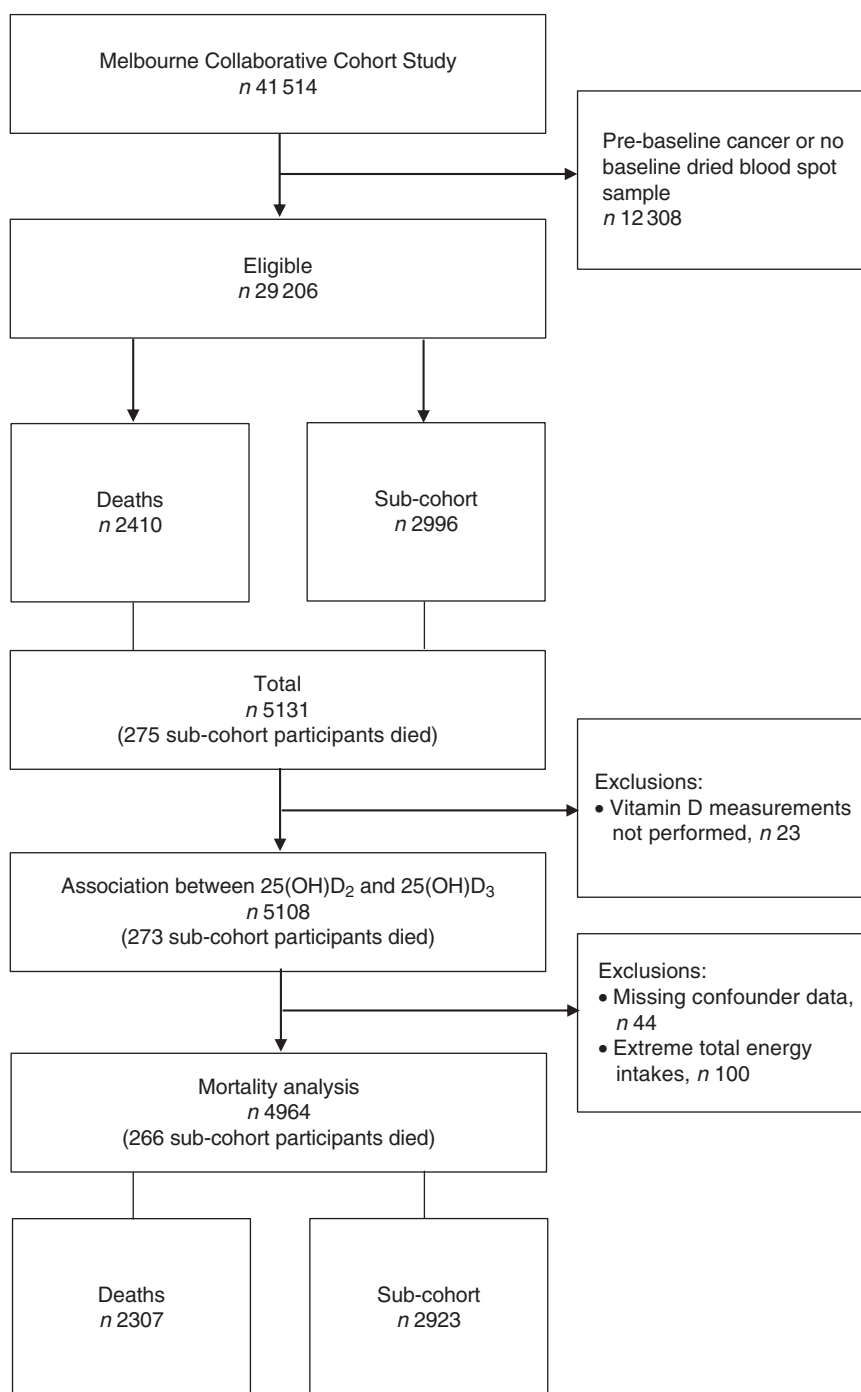 Melbourne Collaborative Cohort Study
n 41 514
Pre-baseline cancer or no
baseline dried blood spot
sample
n 12 308
Eligible
n 29 206
Deaths
n 2410
Sub-cohort
n 2996
Total
n 5131
(275 sub-cohort participants died)
Exclusions:
• Vitamin D measurements
not performed, n 23
Association between 25(OH)D₂ and 25(OH)D₃
n 5108
(273 sub-cohort participants died)
Exclusions:
• Missing confounder data,
n 44
• Extreme total energy
intakes, n 100
Mortality analysis
n 4964
(266 sub-cohort participants died)
Deaths
n 2307
Sub-cohort
n 2923